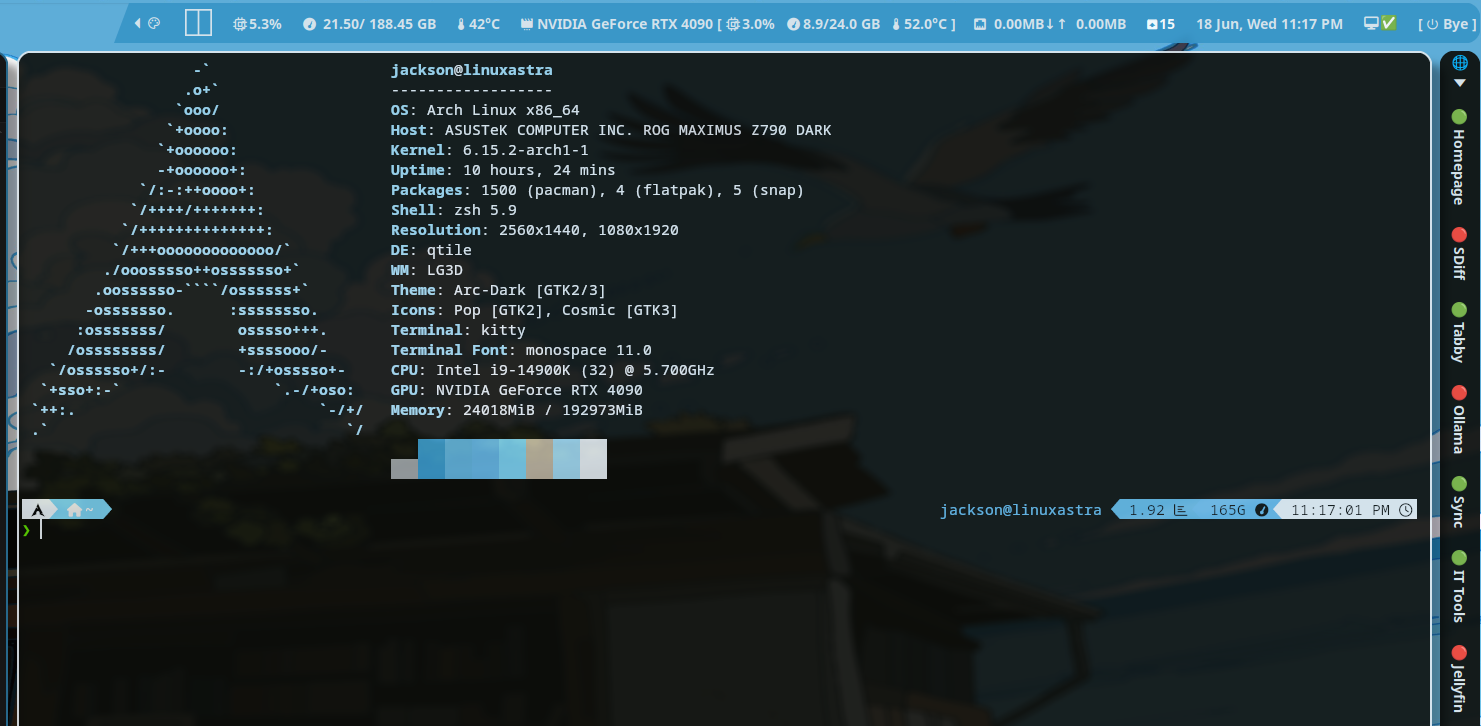 5.3% 21.50/ 188.45 GB 42°C NVIDIA GeForce RTX 4090 [ 3.0% 8.9/24.0 GB 52.0°C ] 0.00MB↓↑ 0.00MB 15 18 Jun, Wed 11:17 PM [ Bye ]
jackson@linuxastra
------------------
OS: Arch Linux x86_64
Host: ASUSTeK COMPUTER INC. ROG MAXIMUS Z790 DARK
Kernel: 6.15.2-arch1-1
Uptime: 10 hours, 24 mins
Packages: 1500 (pacman), 4 (flatpak), 5 (snap)
Shell: zsh 5.9
Resolution: 2560x1440, 1080x1920
DE: qtile
WM: LG3D
Theme: Arc-Dark [GTK2/3]
Icons: Pop [GTK2], Cosmic [GTK3]
Terminal: kitty
Terminal Font: monospace 11.0
CPU: Intel i9-14900K (32) @ 5.700GHz
GPU: NVIDIA GeForce RTX 4090
Memory: 24018MiB / 192973MiB
~ jackson@linuxastra 1.92 165G 11:17:01 PM
❯
Homepage
SDiff
Tabby
Ollama
Sync
IT Tools
Jellyfin